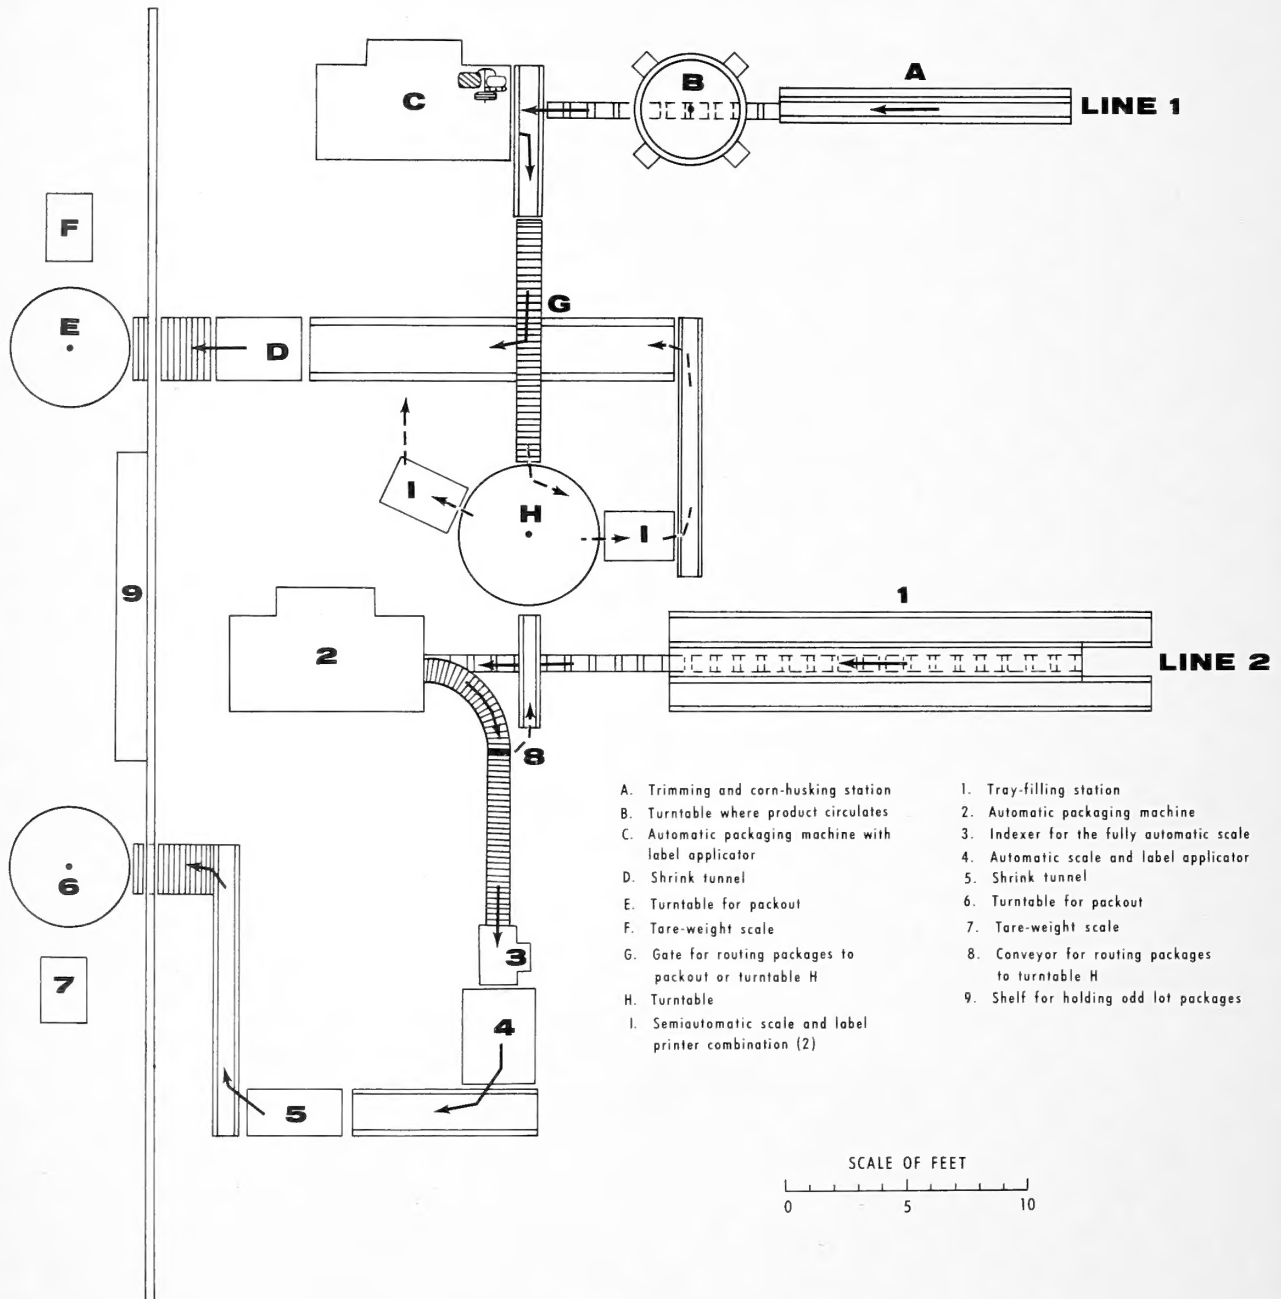 A
B
LINE 1
C
F
G
E
D
I
H
I
9
1
2
LINE 2
8
A. Trimming and corn-husking station
B. Turntable where product circulates
C. Automatic packaging machine with
label applicator
D. Shrink tunnel
E. Turntable for packout
F. Tare-weight scale
G. Gate for routing packages to
packout or turntable H
H. Turntable
I. Semiautomatic scale and label
printer combination (2)
1. Tray-filling station
2. Automatic packaging machine
3. Indexer for the fully automatic scale
4. Automatic scale and label applicator
5. Shrink tunnel
6. Turntable for packout
7. Tare-weight scale
8. Conveyor for routing packages
to turntable H
9. Shelf for holding odd lot packages
6
3
7
4
5
SCALE OF FEET
0 5 10